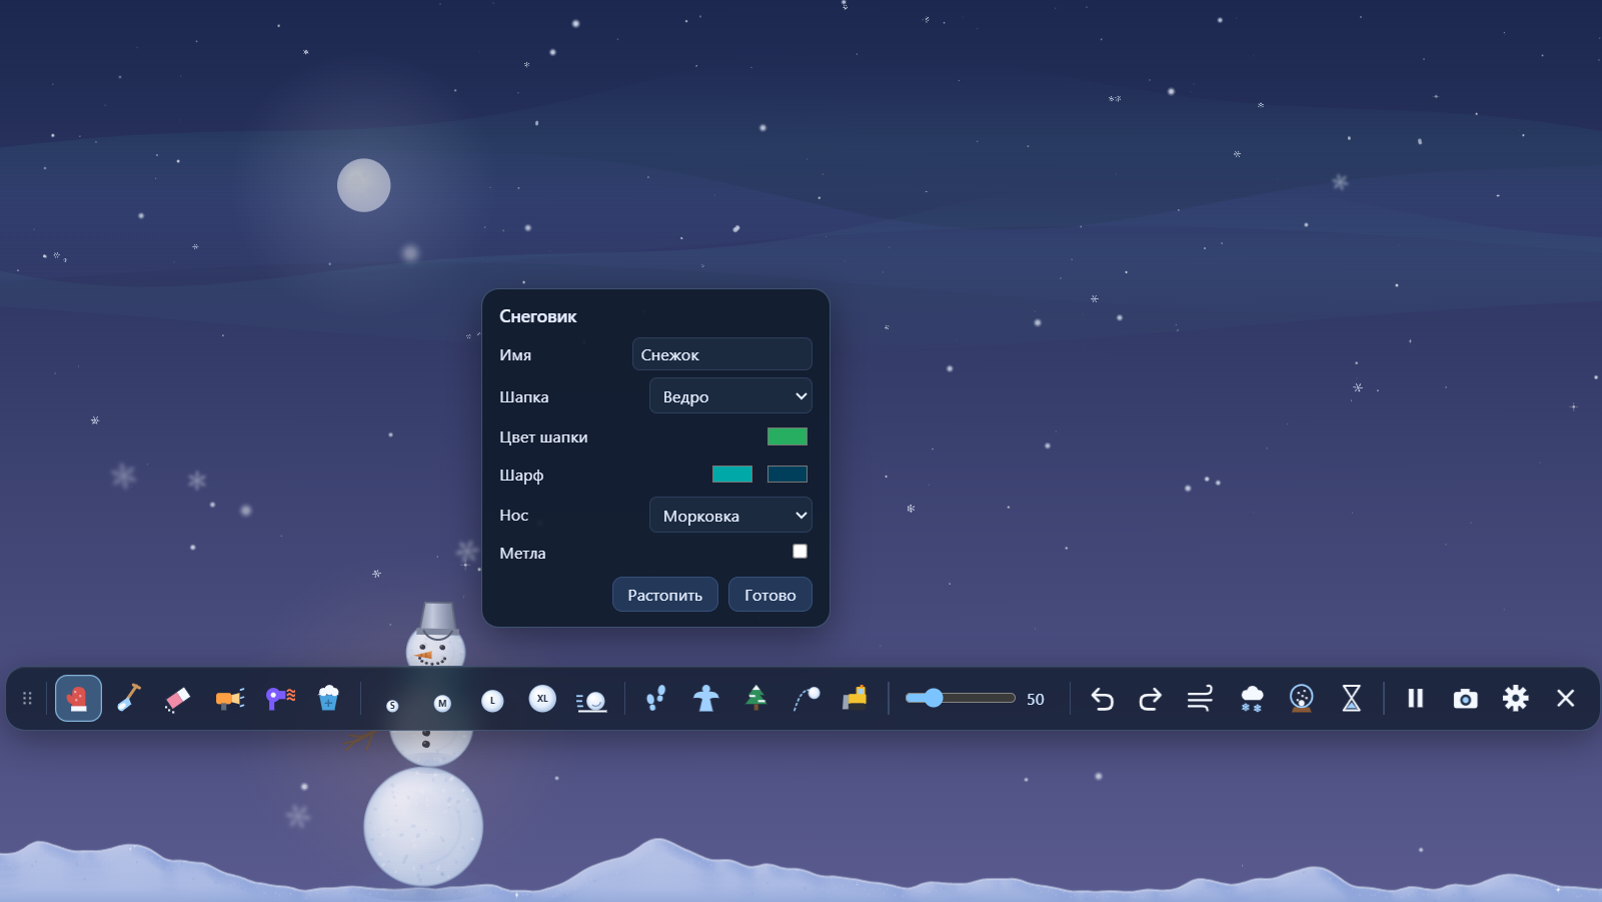 Снеговик
Имя Снежок
Шапка Ведро
Цвет шапки
Шарф
Нос Морковка
Метла
Растопить Готово
S M L XL 50